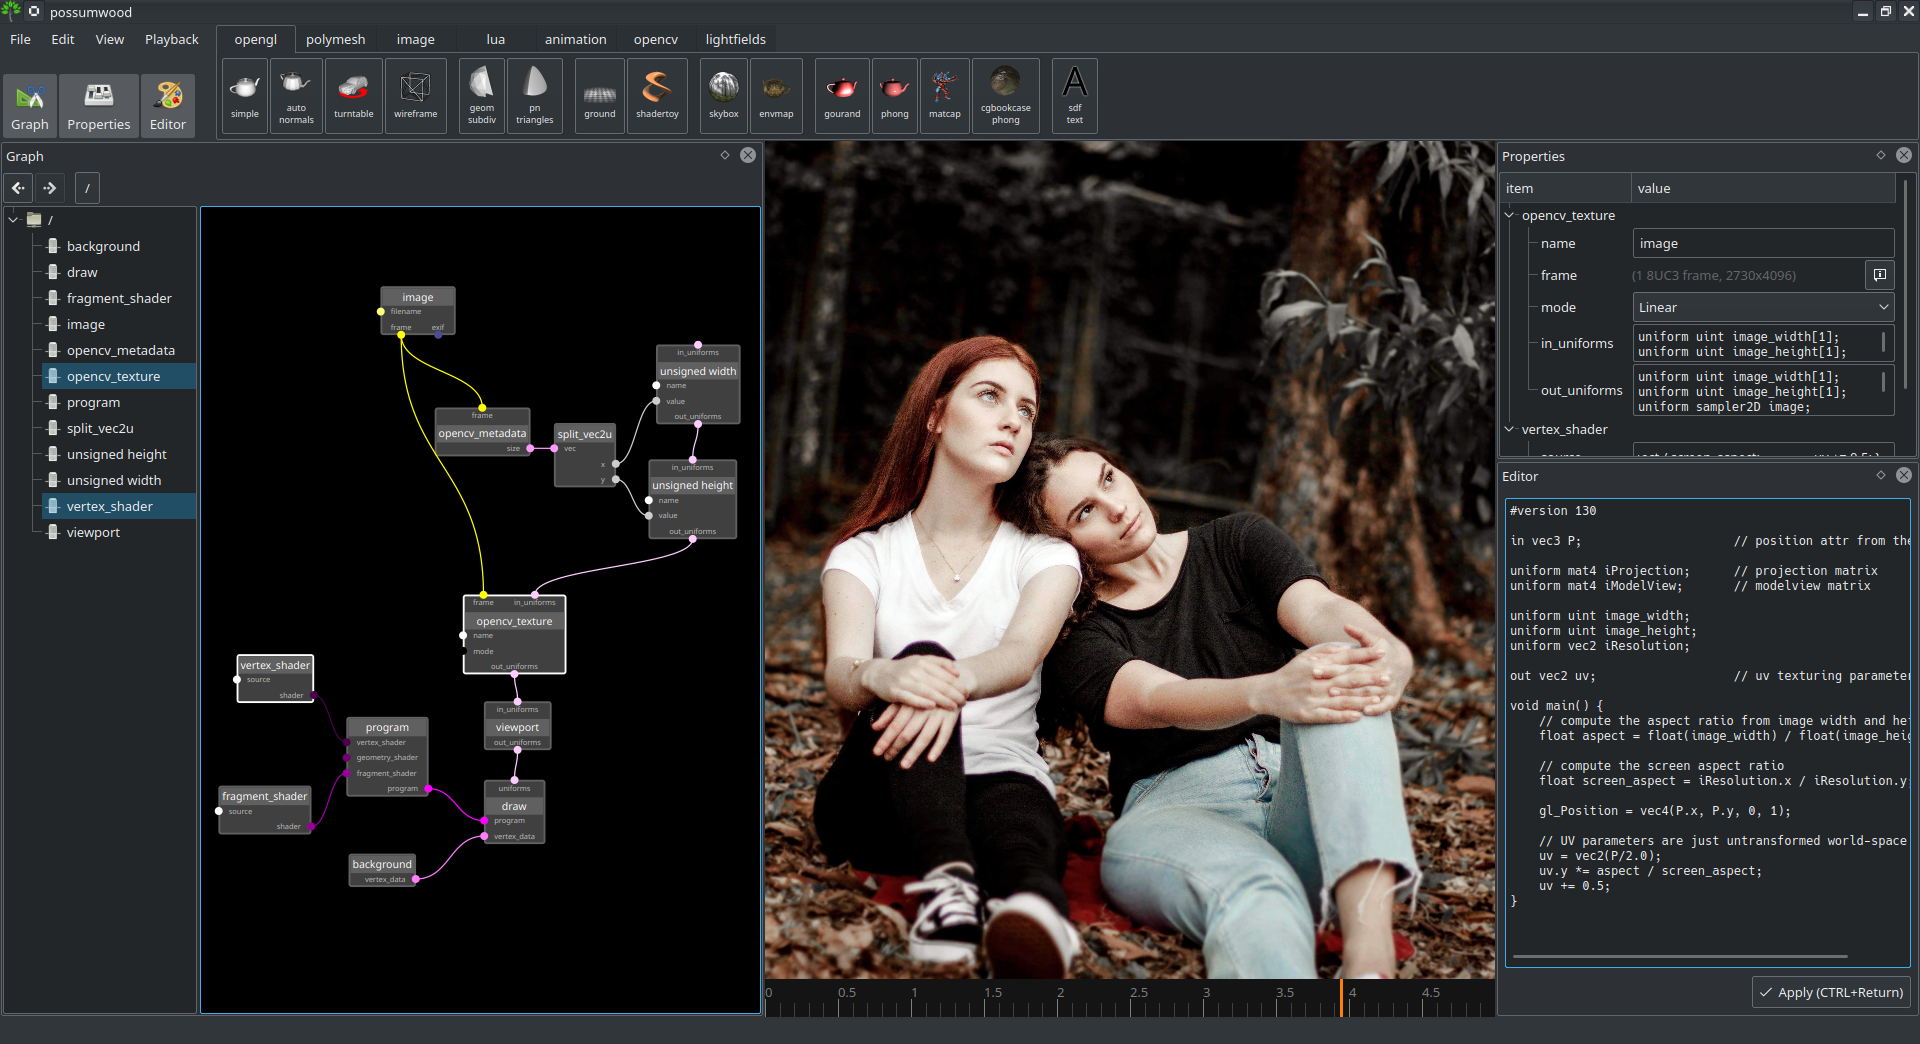 possumwood
File Edit View Playback
opengl polymesh image lua animation opencv lightfields
Graph Properties Editor
simple
auto normals
turntable
wireframe
geom subdiv
pn triangles
ground
shadertoy
skybox
envmap
gourand
phong
matcap
cgbookcase phong
sdf text
Graph
/
/
background
draw
fragment_shader
image
opencv_metadata
opencv_texture
program
split_vec2u
unsigned height
unsigned width
vertex_shader
viewport
image
filename
frame exif
in_uniforms
unsigned width
name
value
out_uniforms
frame
opencv_metadata
size
split_vec2u
vec
x
y
in_uniforms
unsigned height
name
value
out_uniforms
frame in_uniforms
opencv_texture
name
mode
out_uniforms
vertex_shader
source
shader
in_uniforms
viewport
out_uniforms
program
vertex_shader
geometry_shader
fragment_shader
program
uniforms
draw
program
vertex_data
fragment_shader
source
shader
background
vertex_data
0 0.5 1 1.5 2 2.5 3 3.5 4 4.5
Properties
item value
opencv_texture
name image
frame (1 8UC3 frame, 2730x4096)
mode Linear
in_uniforms
uniform uint image_width[1];
uniform uint image_height[1];
out_uniforms
uniform uint image_width[1];
uniform uint image_height[1];
uniform sampler2D image;
vertex_shader
Editor
#version 130
in vec3 P; // position attr from the
uniform mat4 iProjection; // projection matrix
uniform mat4 iModelView; // modelview matrix
uniform uint image_width;
uniform uint image_height;
uniform vec2 iResolution;
out vec2 uv; // uv texturing parameter
void main() {
// compute the aspect ratio from image width and hei
float aspect = float(image_width) / float(image_heig
// compute the screen aspect ratio
float screen_aspect = iResolution.x / iResolution.y
gl_Position = vec4(P.x, P.y, 0, 1);
// UV parameters are just untransformed world-space
uv = vec2(P/2.0);
uv.y *= aspect / screen_aspect;
uv += 0.5;
}
Apply (CTRL+Return)